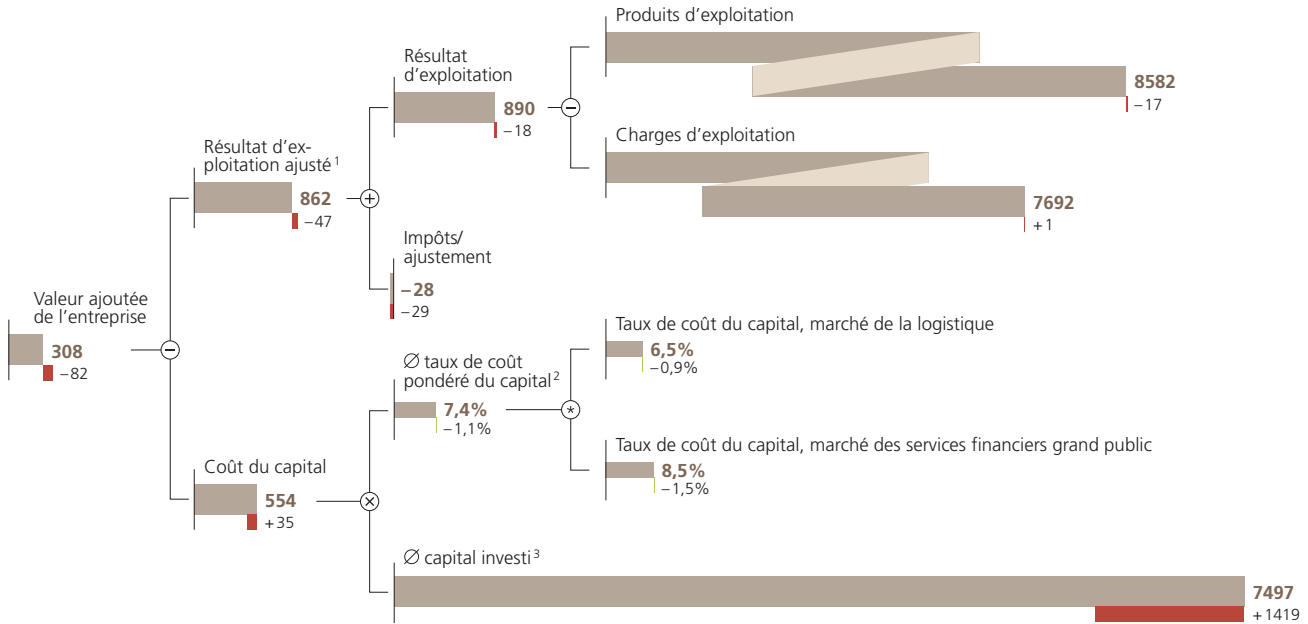 Produits d’exploitation
8582
–17
Résultat
d’exploitation
890
–18
Charges d’exploitation
7692
+1
Résultat d’ex-
ploitation ajusté 1
862
–47
Impôts/
ajustement
–28
–29
Valeur ajoutée
de l’entreprise
308
–82
Taux de coût du capital, marché de la logistique
6,5%
–0,9%
∅ taux de coût
pondéré du capital 2
7,4%
–1,1%
Taux de coût du capital, marché des services financiers grand public
8,5%
–1,5%
Coût du capital
554
+35
∅ capital investi 3
7497
+1419